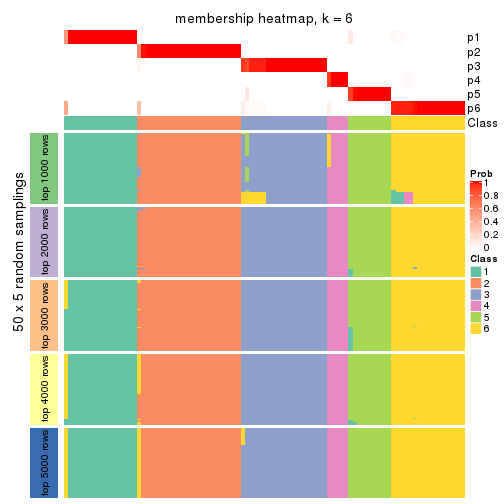 membership heatmap, k = 6
p1
p2
p3
p4
p5
p6
Class
50 x 5 random samplings
top 1000 rows
top 2000 rows
top 3000 rows
top 4000 rows
top 5000 rows
Prob
1
0.8
0.6
0.4
0.2
0
Class
1
2
3
4
5
6